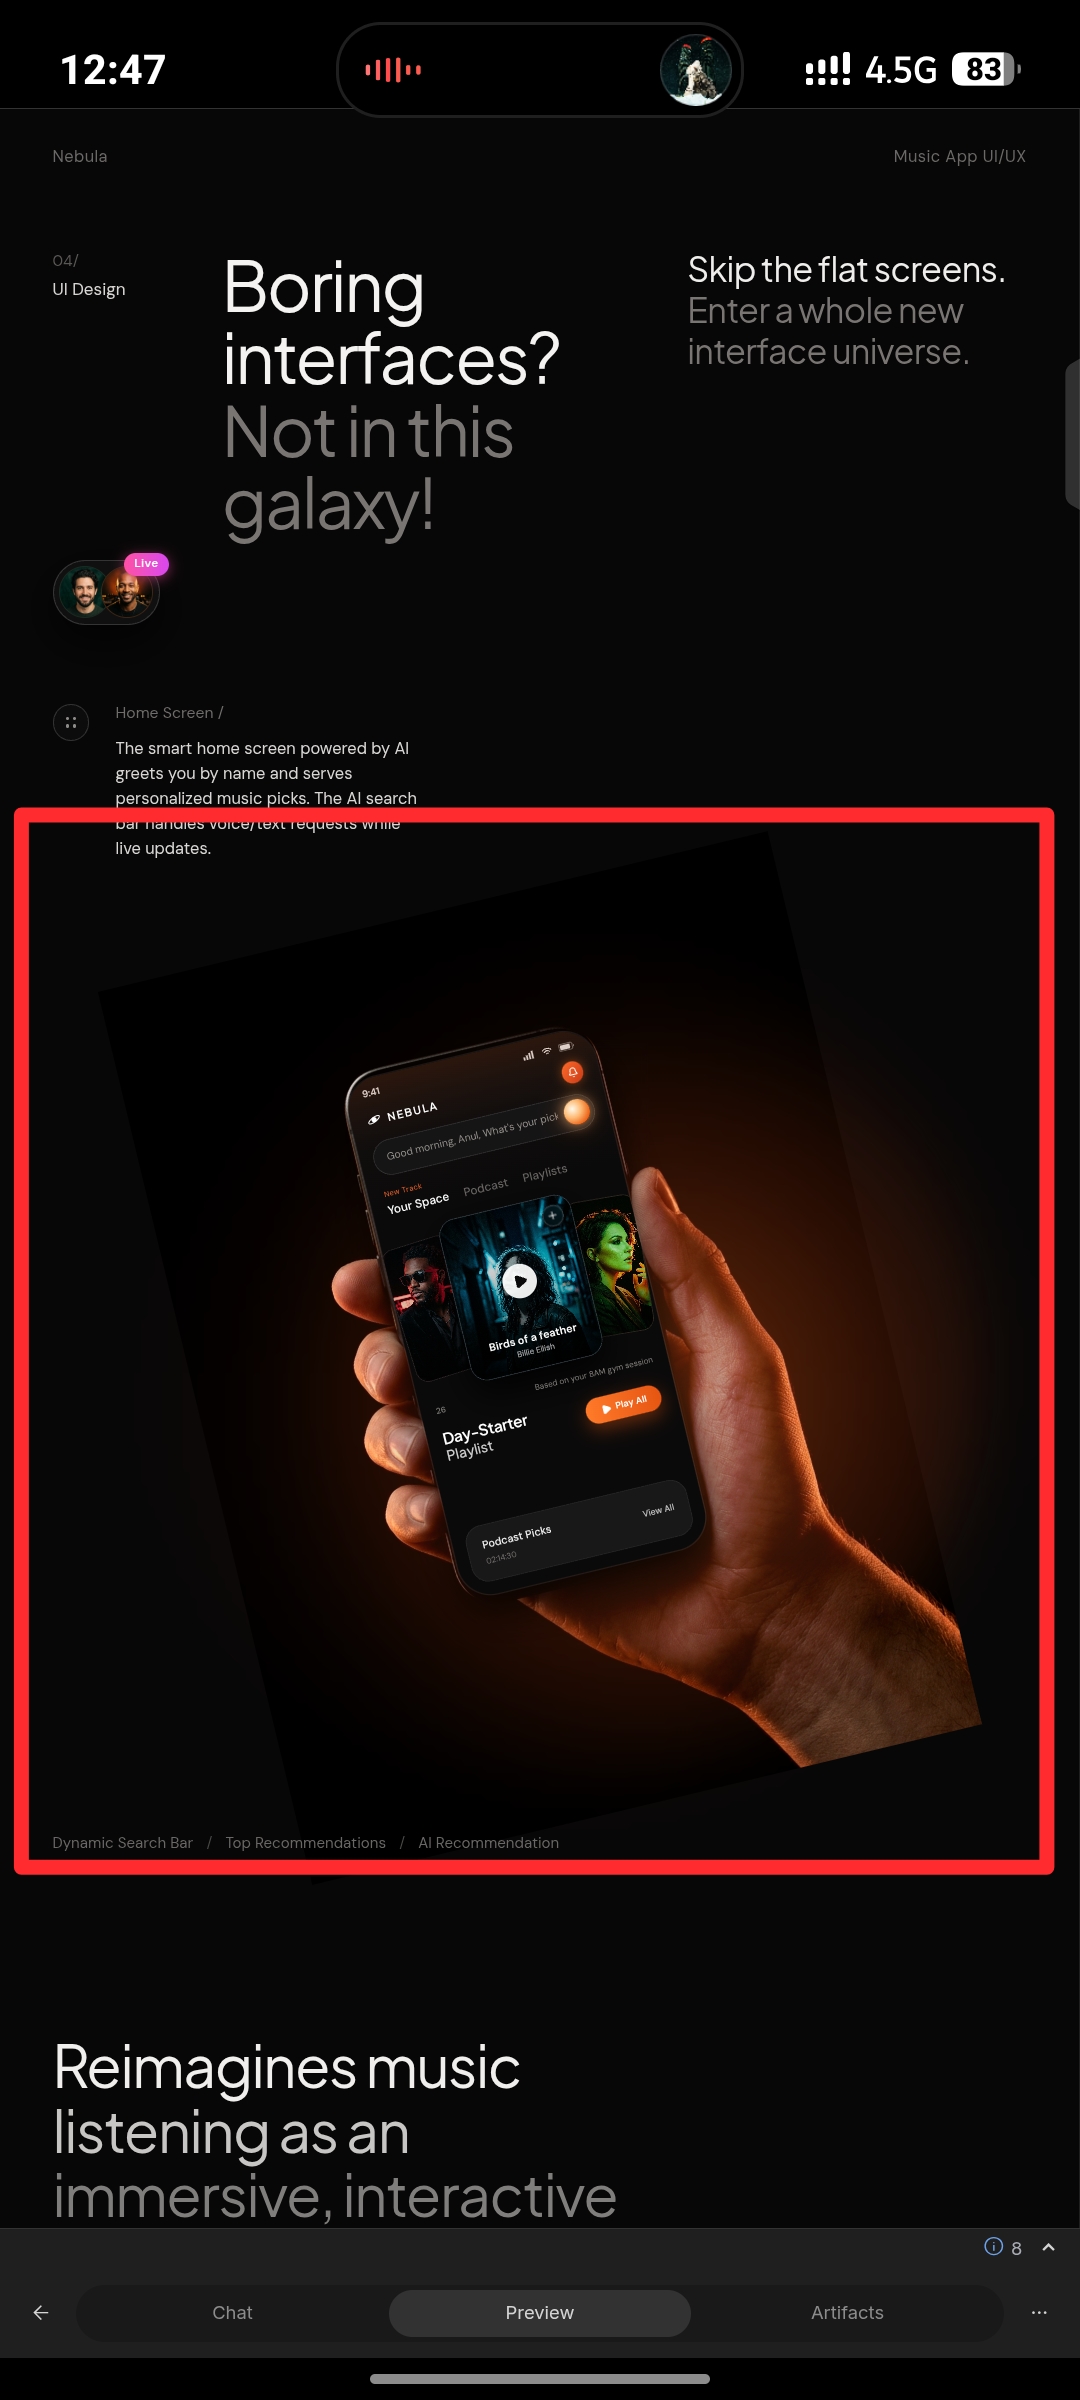 12:47
4.5G
83
Nebula
Music App UI/UX
04/
UI Design
Boring
interfaces?
Not in this
galaxy!
Skip the flat screens.
Enter a whole new
interface universe.
Live
Home Screen /
The smart home screen powered by AI
greets you by name and serves
personalized music picks. The AI search
bar handles voice/text requests while
live updates.
9:41
NEBULA
Good morning, Anul, What's your pick
New Track
Your Space
Podcast
Playlists
Birds of a feather
Billie Eilish
Based on your 8AM gym session
26
Day-Starter
Playlist
Play All
Podcast Picks
02:14:30
View All
Dynamic Search Bar / Top Recommendations / AI Recommendation
Reimagines music
listening as an
immersive, interactive
8
Chat
Preview
Artifacts